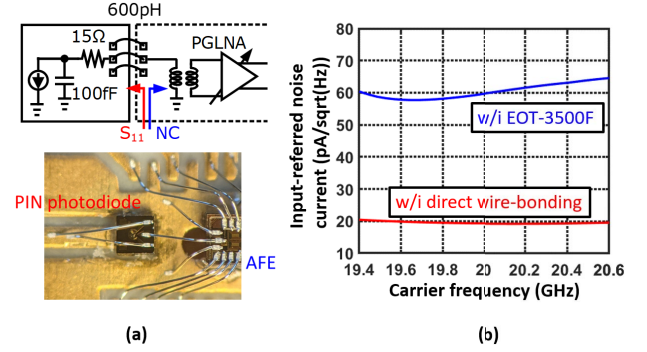 600pH
15Ω
PGLNA
100fF
S11 NC
PIN photodiode
AFE
(a)
Input-referred noise
current (pA/sqrt(Hz))
80
70
60
50
40
30
20
10
w/i EOT-3500F
w/i direct wire-bonding
19.4 19.6 19.8 20 20.2 20.4 20.6
Carrier frequency (GHz)
(b)